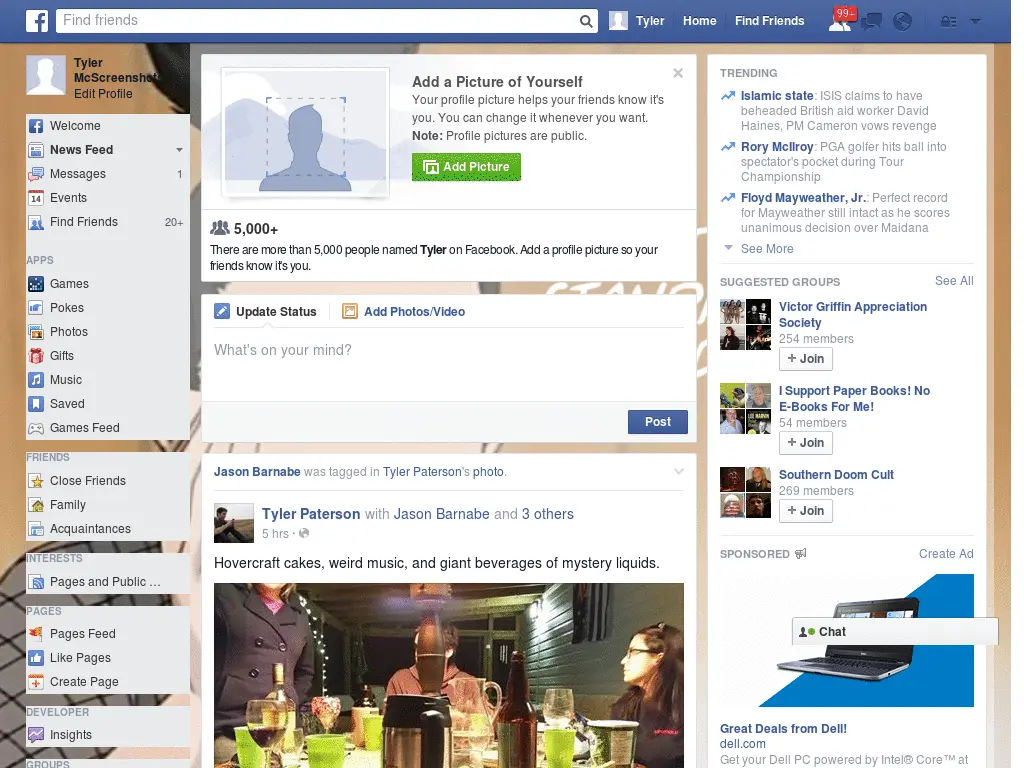 f
Find friends
Tyler
Home
Find Friends
99+
Tyler
McScreenshot
Edit Profile
Welcome
News Feed
Messages 1
14 Events
Find Friends 20+
APPS
Games
Pokes
Photos
Gifts
Music
Saved
Games Feed
FRIENDS
Close Friends
Family
Acquaintances
INTERESTS
Pages and Public ...
PAGES
Pages Feed
Like Pages
Create Page
DEVELOPER
Insights
GROUPS
Add a Picture of Yourself
Your profile picture helps your friends know it's
you. You can change it whenever you want.
Note: Profile pictures are public.
Add Picture
5,000+
There are more than 5,000 people named Tyler on Facebook. Add a profile picture so your
friends know it's you.
Update Status
Add Photos/Video
What's on your mind?
Post
Jason Barnabe was tagged in Tyler Paterson's photo.
Tyler Paterson with Jason Barnabe and 3 others
5 hrs ·
Hovercraft cakes, weird music, and giant beverages of mystery liquids.
TRENDING
Islamic state: ISIS claims to have
beheaded British aid worker David
Haines, PM Cameron vows revenge
Rory McIlroy: PGA golfer hits ball into
spectator's pocket during Tour
Championship
Floyd Mayweather, Jr.: Perfect record
for Mayweather still intact as he scores
unanimous decision over Maidana
See More
SUGGESTED GROUPS See All
Victor Griffin Appreciation
Society
254 members
+ Join
I Support Paper Books! No
E-Books For Me!
54 members
+ Join
Southern Doom Cult
269 members
+ Join
SPONSORED Create Ad
Chat
Great Deals from Dell!
dell.com
Get your Dell PC powered by Intel® Core™ at